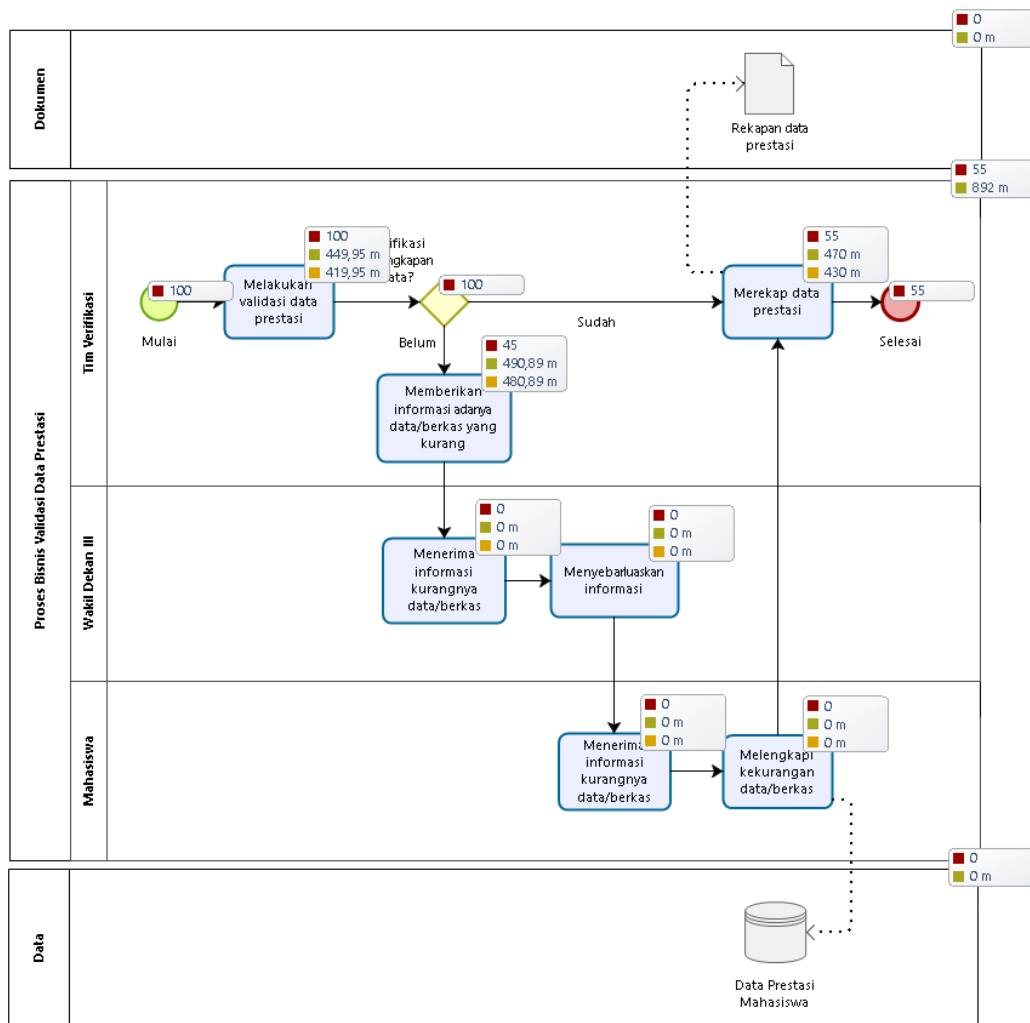 0
0 m
Dokumen
Rekapan data
prestasi
55
892 m
Proses Bisnis Validasi Data Prestasi
Tim Verifikasi
100
Mulai
100
449,95 m
419,95 m
Melakukan
validasi data
prestasi
ifikasi
ngkapan
ata?
100
Belum
Sudah
55
470 m
430 m
Merekap data
prestasi
55
Selesai
45
490,89 m
480,89 m
Memberikan
informasi adanya
data/berkas yang
kurang
Wakil Dekan III
0
0 m
0 m
Menerima
informasi
kurangnya
data/berkas
0
0 m
0 m
Menyebarluaskan
informasi
Mahasiswa
0
0 m
0 m
Menerima
informasi
kurangnya
data/berkas
0
0 m
0 m
Melengkapi
kekurangan
data/berkas
0
0 m
Data
Data Prestasi
Mahasiswa